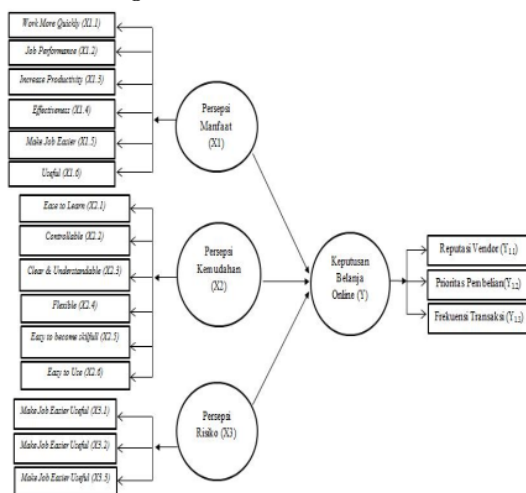 Work More Quickly (X1.1)
Job Performance (X1.2)
Increase Productivity (X1.3)
Effectiveness (X1.4)
Make Job Easier (X1.5)
Useful (X1.6)
Persepsi
Manfaat
(X1)
Ease to Learn (X2.1)
Controllable (X2.2)
Clear & Understandable (X2.3)
Flexible (X2.4)
Easy to become skilfull (X2.5)
Easy to Use (X2.6)
Persepsi
Kemudahan
(X2)
Make Job Easier Useful (X3.1)
Make Job Easier Useful (X3.2)
Make Job Easier Useful (X3.3)
Persepsi
Risiko (X3)
Keputusan
Belanja
Online (Y)
Reputasi Vendor (Y1.1)
Prioritas Pembelian(Y1.2)
Frekuensi Transaksi (Y1.3)